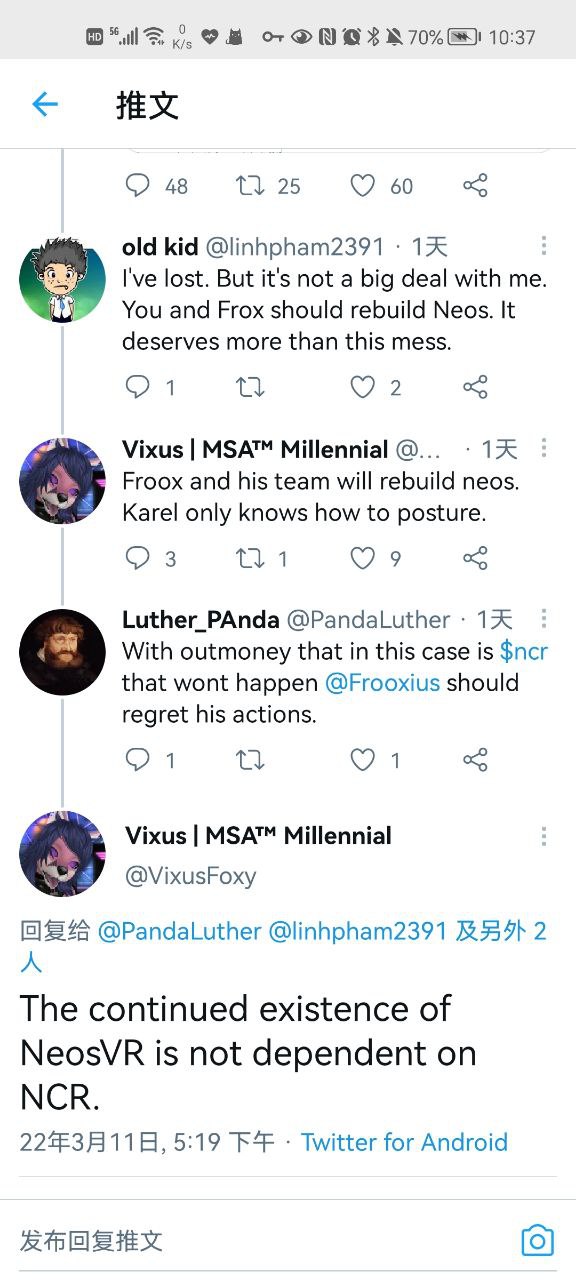 HD 5G 0 K/s 70% 10:37
推文
48 25 60
old kid @linhpham2391 · 1天
I've lost. But it's not a big deal with me.
You and Frox should rebuild Neos. It
deserves more than this mess.
1 2
Vixus | MSA™ Millennial @... · 1天
Froox and his team will rebuild neos.
Karel only knows how to posture.
3 1 9
Luther_PAnda @PandaLuther · 1天
With outmoney that in this case is $ncr
that wont happen @Frooxius should
regret his actions.
1 1
Vixus | MSA™ Millennial
@VixusFoxy
回复给 @PandaLuther @linhpham2391 及另外 2
人
The continued existence of
NeosVR is not dependent on
NCR.
22年3月11日, 5:19 下午 · Twitter for Android
发布回复推文